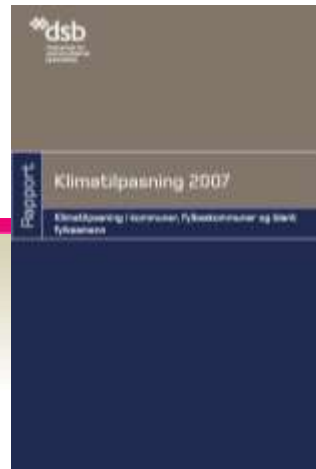 dsb
Rapport
Klimatilpasning 2007
Klimatilpasning i kommuner, fylkeskommuner og blant
fylkesmenn